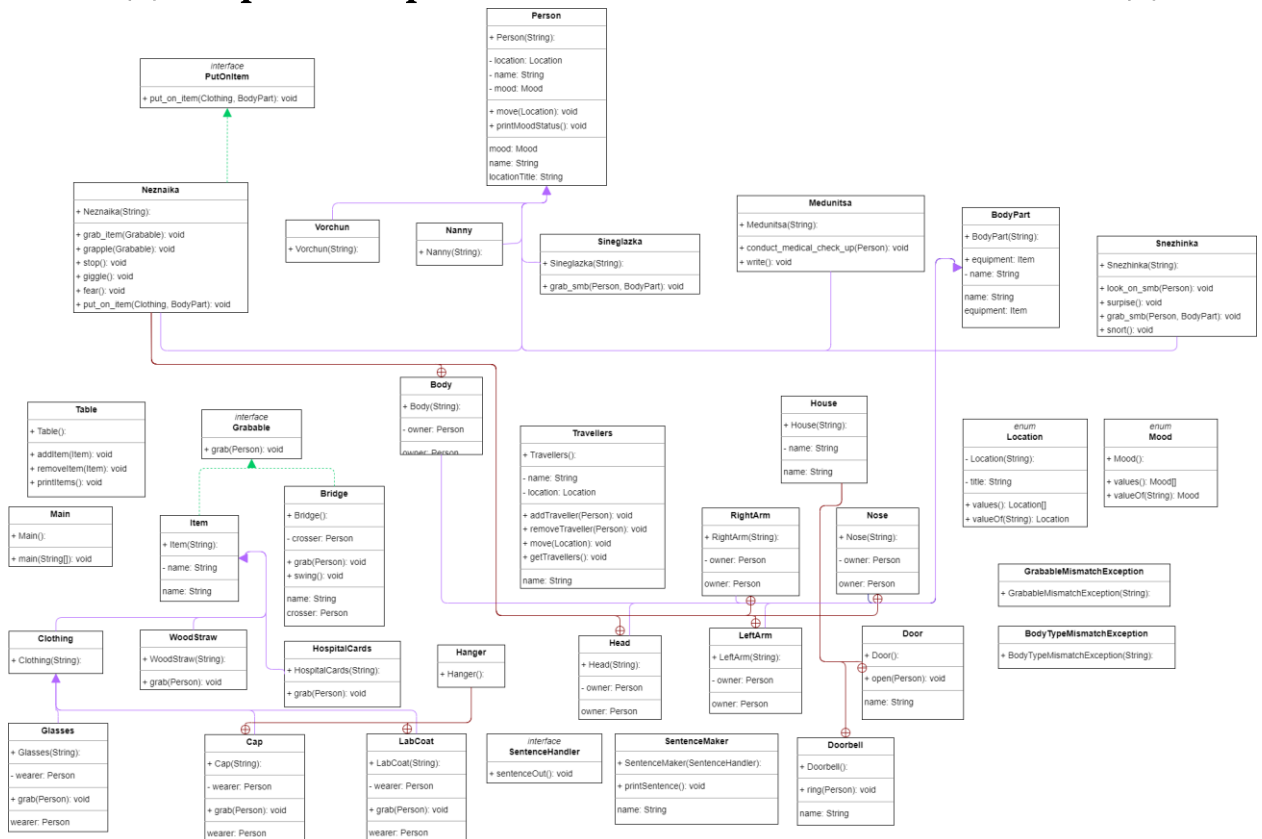 Person
+ Person(String):
- location: Location
- name: String
- mood: Mood
+ move(Location): void
+ printMoodStatus(): void
mood: Mood
name: String
locationTitle: String
interface
PutOnItem
+ put_on_item(Clothing, BodyPart): void
Neznaika
+ Neznaika(String):
+ grab_item(Grabable): void
+ grapple(Grabable): void
+ stop(): void
+ giggle(): void
+ fear(): void
+ put_on_item(Clothing, BodyPart): void
Vorchun
+ Vorchun(String):
Nanny
+ Nanny(String):
Sineglazka
+ Sineglazka(String):
+ grab_smb(Person, BodyPart): void
Medunitsa
+ Medunitsa(String):
+ conduct_medical_check_up(Person): void
+ write(): void
BodyPart
+ BodyPart(String):
+ equipment: Item
- name: String
name: String
equipment: Item
Snezhinka
+ Snezhinka(String):
+ look_on_smb(Person): void
+ surpise(): void
+ grab_smb(Person, BodyPart): void
+ snort(): void
Table
+ Table():
+ addItem(Item): void
+ removeItem(Item): void
+ printItems(): void
interface
Grabable
+ grab(Person): void
Body
+ Body(String):
- owner: Person
owner: Person
Travellers
+ Travellers():
- name: String
- location: Location
+ addTraveller(Person): void
+ removeTraveller(Person): void
+ move(Location): void
+ getTravellers(): void
name: String
House
+ House(String):
- name: String
name: String
enum
Location
- Location(String):
- title: String
+ values(): Location[]
+ valueOf(String): Location
enum
Mood
+ Mood():
+ values(): Mood[]
+ valueOf(String): Mood
Main
+ Main():
+ main(String[]): void
Item
+ Item(String):
- name: String
name: String
Bridge
+ Bridge():
- crosser: Person
+ grab(Person): void
+ swing(): void
name: String
crosser: Person
RightArm
+ RightArm(String):
- owner: Person
owner: Person
Nose
+ Nose(String):
- owner: Person
owner: Person
GrabableMismatchException
+ GrabableMismatchException(String):
BodyTypeMismatchException
+ BodyTypeMismatchException(String):
Clothing
+ Clothing(String):
WoodStraw
+ WoodStraw(String):
+ grab(Person): void
HospitalCards
+ HospitalCards(String):
+ grab(Person): void
Hanger
+ Hanger():
Head
+ Head(String):
- owner: Person
owner: Person
LeftArm
+ LeftArm(String):
- owner: Person
owner: Person
Door
+ Door():
+ open(Person): void
name: String
Glasses
+ Glasses(String):
- wearer: Person
+ grab(Person): void
wearer: Person
Cap
+ Cap(String):
- wearer: Person
+ grab(Person): void
wearer: Person
LabCoat
+ LabCoat(String):
- wearer: Person
+ grab(Person): void
wearer: Person
interface
SentenceHandler
+ sentenceOut(): void
SentenceMaker
+ SentenceMaker(SentenceHandler):
+ printSentence(): void
name: String
Doorbell
+ Doorbell():
+ ring(Person): void
name: String